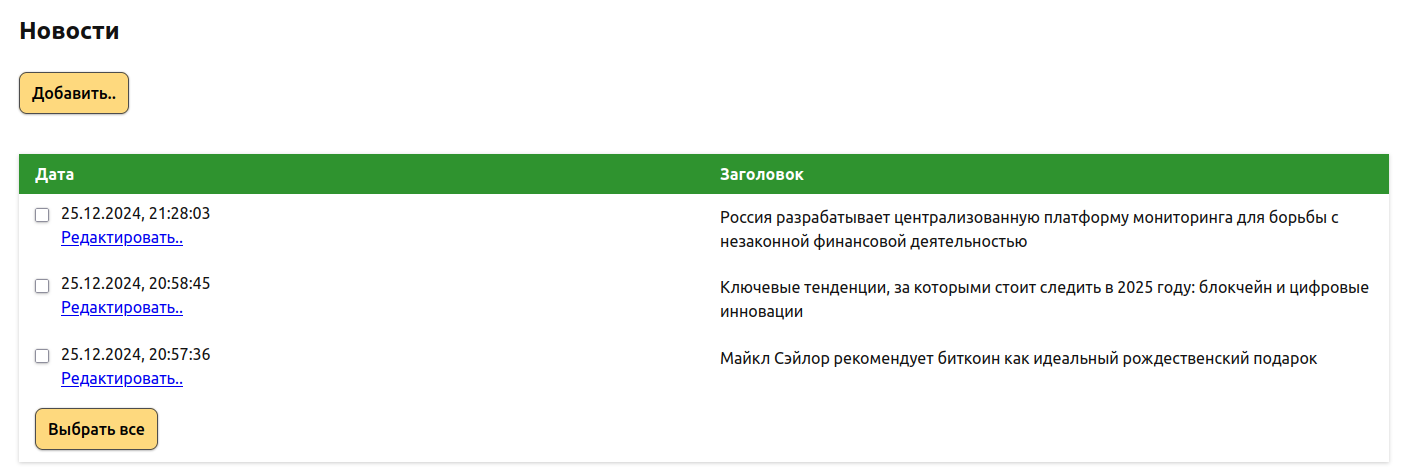 Новости
Добавить..
Дата Заголовок
25.12.2024, 21:28:03
Редактировать..
Россия разрабатывает централизованную платформу мониторинга для борьбы с
незаконной финансовой деятельностью
25.12.2024, 20:58:45
Редактировать..
Ключевые тенденции, за которыми стоит следить в 2025 году: блокчейн и цифровые
инновации
25.12.2024, 20:57:36
Редактировать..
Майкл Сэйлор рекомендует биткоин как идеальный рождественский подарок
Выбрать все